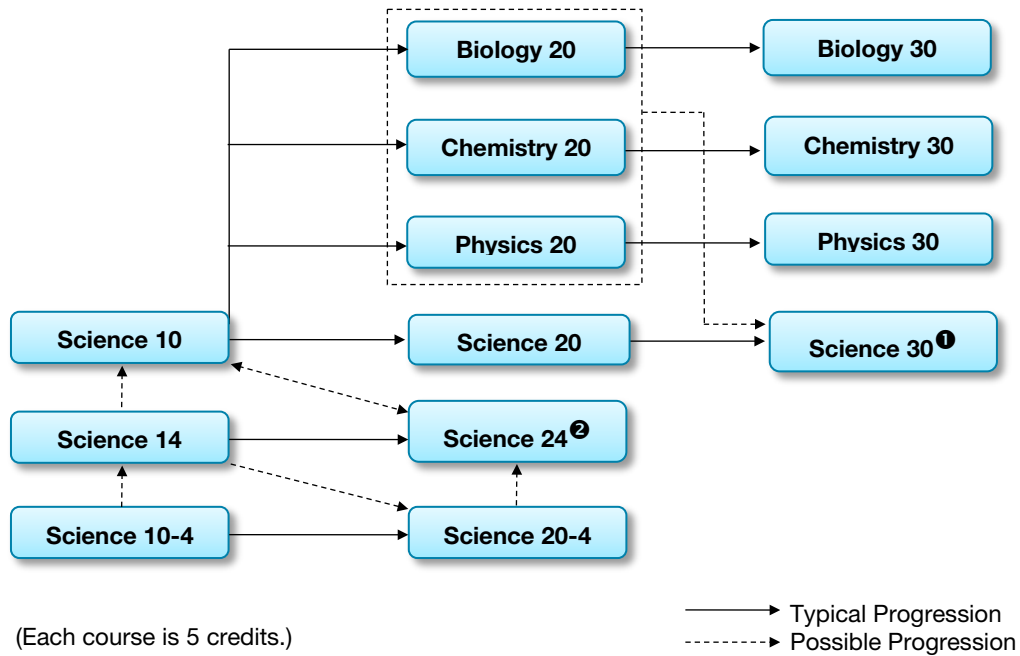 Biology 20
Biology 30
Chemistry 20
Chemistry 30
Physics 20
Physics 30
Science 10
Science 20
Science 30❶
Science 14
Science 24❷
Science 10-4
Science 20-4
(Each course is 5 credits.)
Typical Progression
Possible Progression